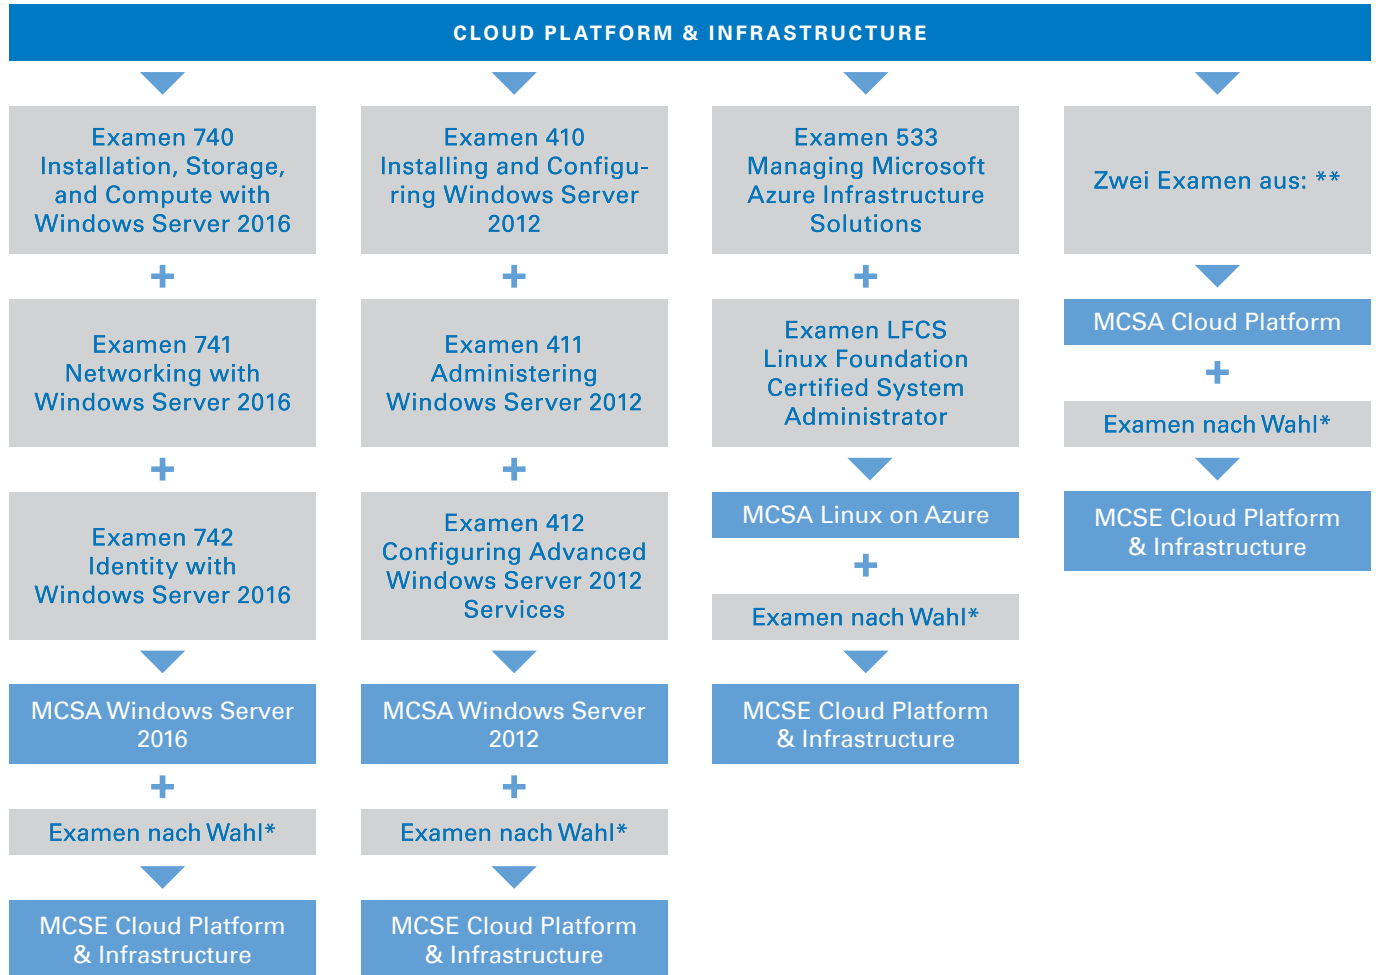 CLOUD PLATFORM & INFRASTRUCTURE
Examen 740
Installation, Storage,
and Compute with
Windows Server 2016
+
Examen 741
Networking with
Windows Server 2016
+
Examen 742
Identity with
Windows Server 2016
MCSA Windows Server
2016
+
Examen nach Wahl*
MCSE Cloud Platform
& Infrastructure
Examen 410
Installing and Configu-
ring Windows Server
2012
+
Examen 411
Administering
Windows Server 2012
+
Examen 412
Configuring Advanced
Windows Server 2012
Services
MCSA Windows Server
2012
+
Examen nach Wahl*
MCSE Cloud Platform
& Infrastructure
Examen 533
Managing Microsoft
Azure Infrastructure
Solutions
+
Examen LFCS
Linux Foundation
Certified System
Administrator
MCSA Linux on Azure
+
Examen nach Wahl*
MCSE Cloud Platform
& Infrastructure
Zwei Examen aus: **
MCSA Cloud Platform
+
Examen nach Wahl*
MCSE Cloud Platform
& Infrastructure